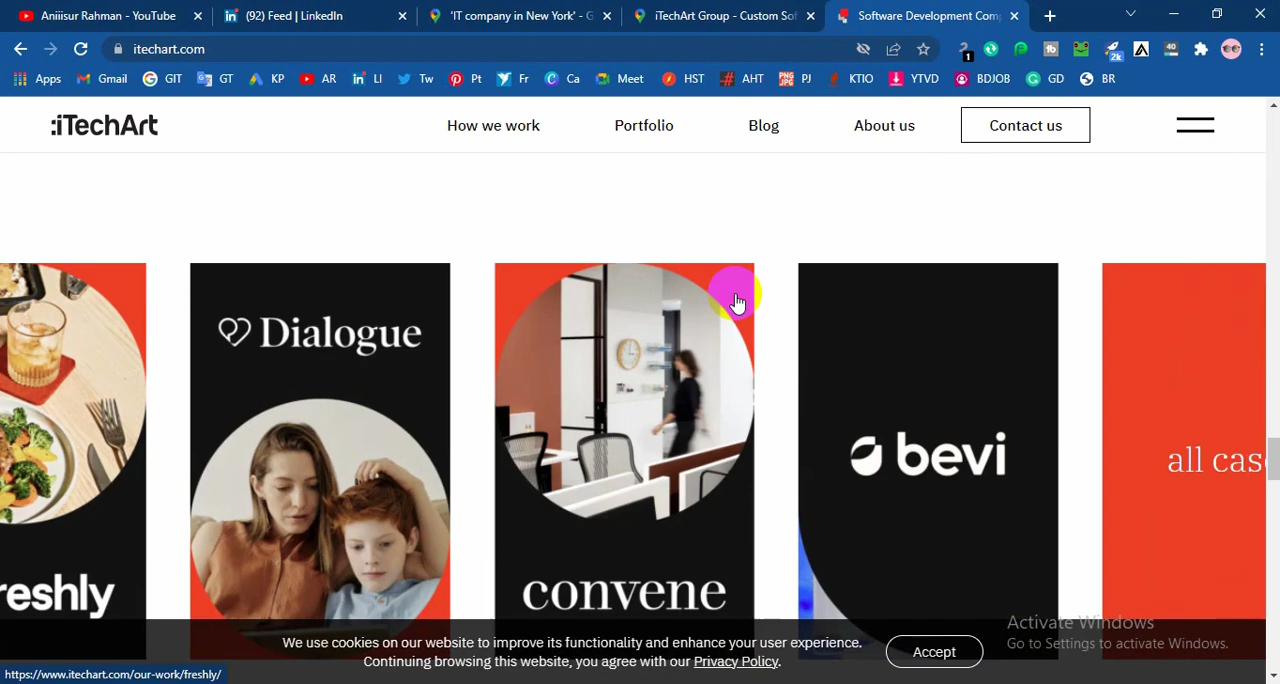 Aniiisur Rahman - YouTube
(92) Feed | LinkedIn
'IT company in New York' - G
iTechArt Group - Custom Sof
Software Development Com
itechart.com
1
2k
40
Apps
Gmail
GIT
GT
KP
AR
LI
Tw
Pt
Fr
Ca
Meet
HST
AHT
PJ
KTIO
YTVD
BDJOB
GD
BR
:iTechArt
How we work
Portfolio
Blog
About us
Contact us
Dialogue
bevi
all cas
reshly
convene
We use cookies on our website to improve its functionality and enhance your user experience.
Continuing browsing this website, you agree with our Privacy Policy.
Accept
Activate Windows
Go to Settings to activate Windows.
https://www.itechart.com/our-work/freshly/